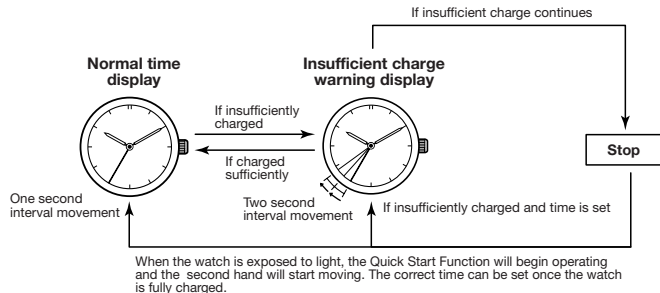 If insufficient charge continues
Normal time
display
Insufficient charge
warning display
If insufficiently
charged
If charged
sufficiently
Stop
One second
interval movement
Two second
interval movement
If insufficiently charged and time is set
When the watch is exposed to light, the Quick Start Function will begin operating
and the second hand will start moving. The correct time can be set once the watch
is fully charged.